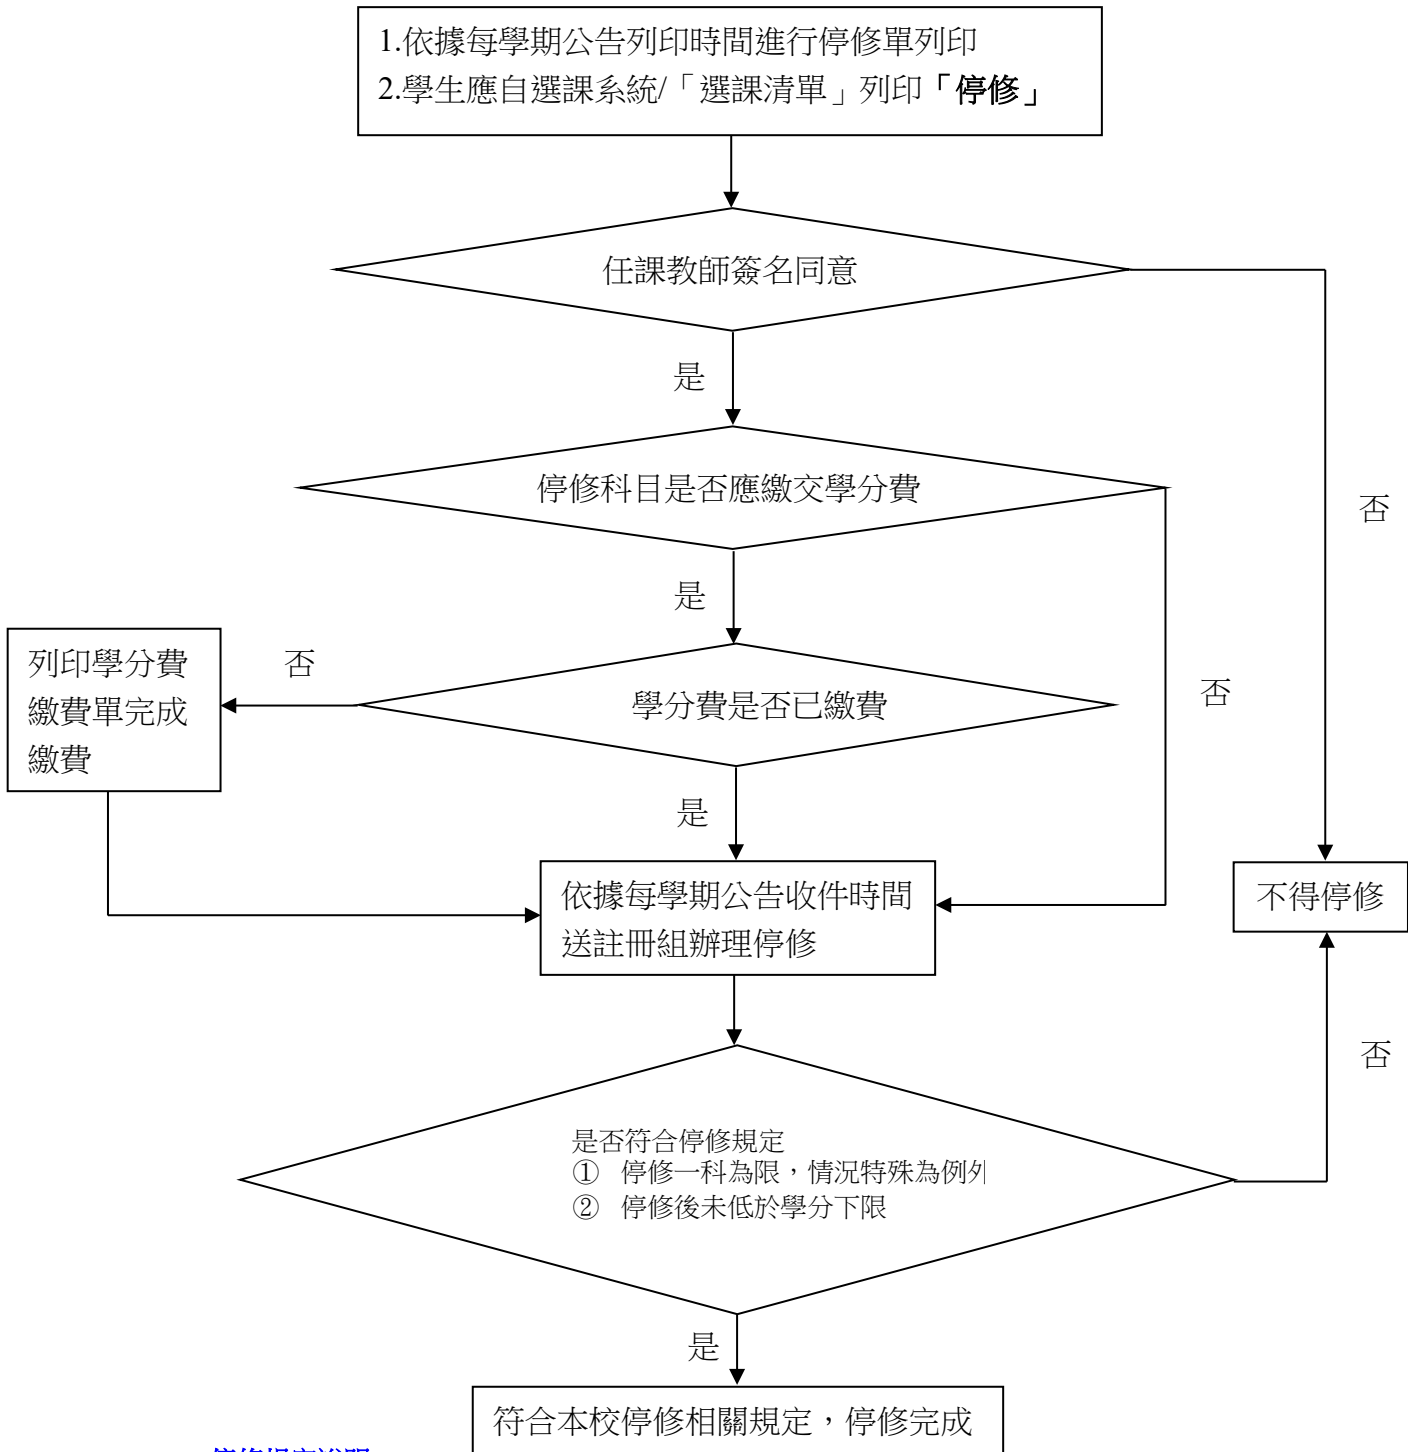 1.依據每學期公告列印時間進行停修單列印
2.學生應自選課系統/「選課清單」列印「停修」
任課教師簽名同意
是
停修科目是否應繳交學分費
否
是
列印學分費
繳費單完成
繳費
否
學分費是否已繳費
否
是
依據每學期公告收件時間
送註冊組辦理停修
不得停修
否
是否符合停修規定
① 停修一科為限，情況特殊為例外
② 停修後未低於學分下限
是
符合本校停修相關規定，停修完成